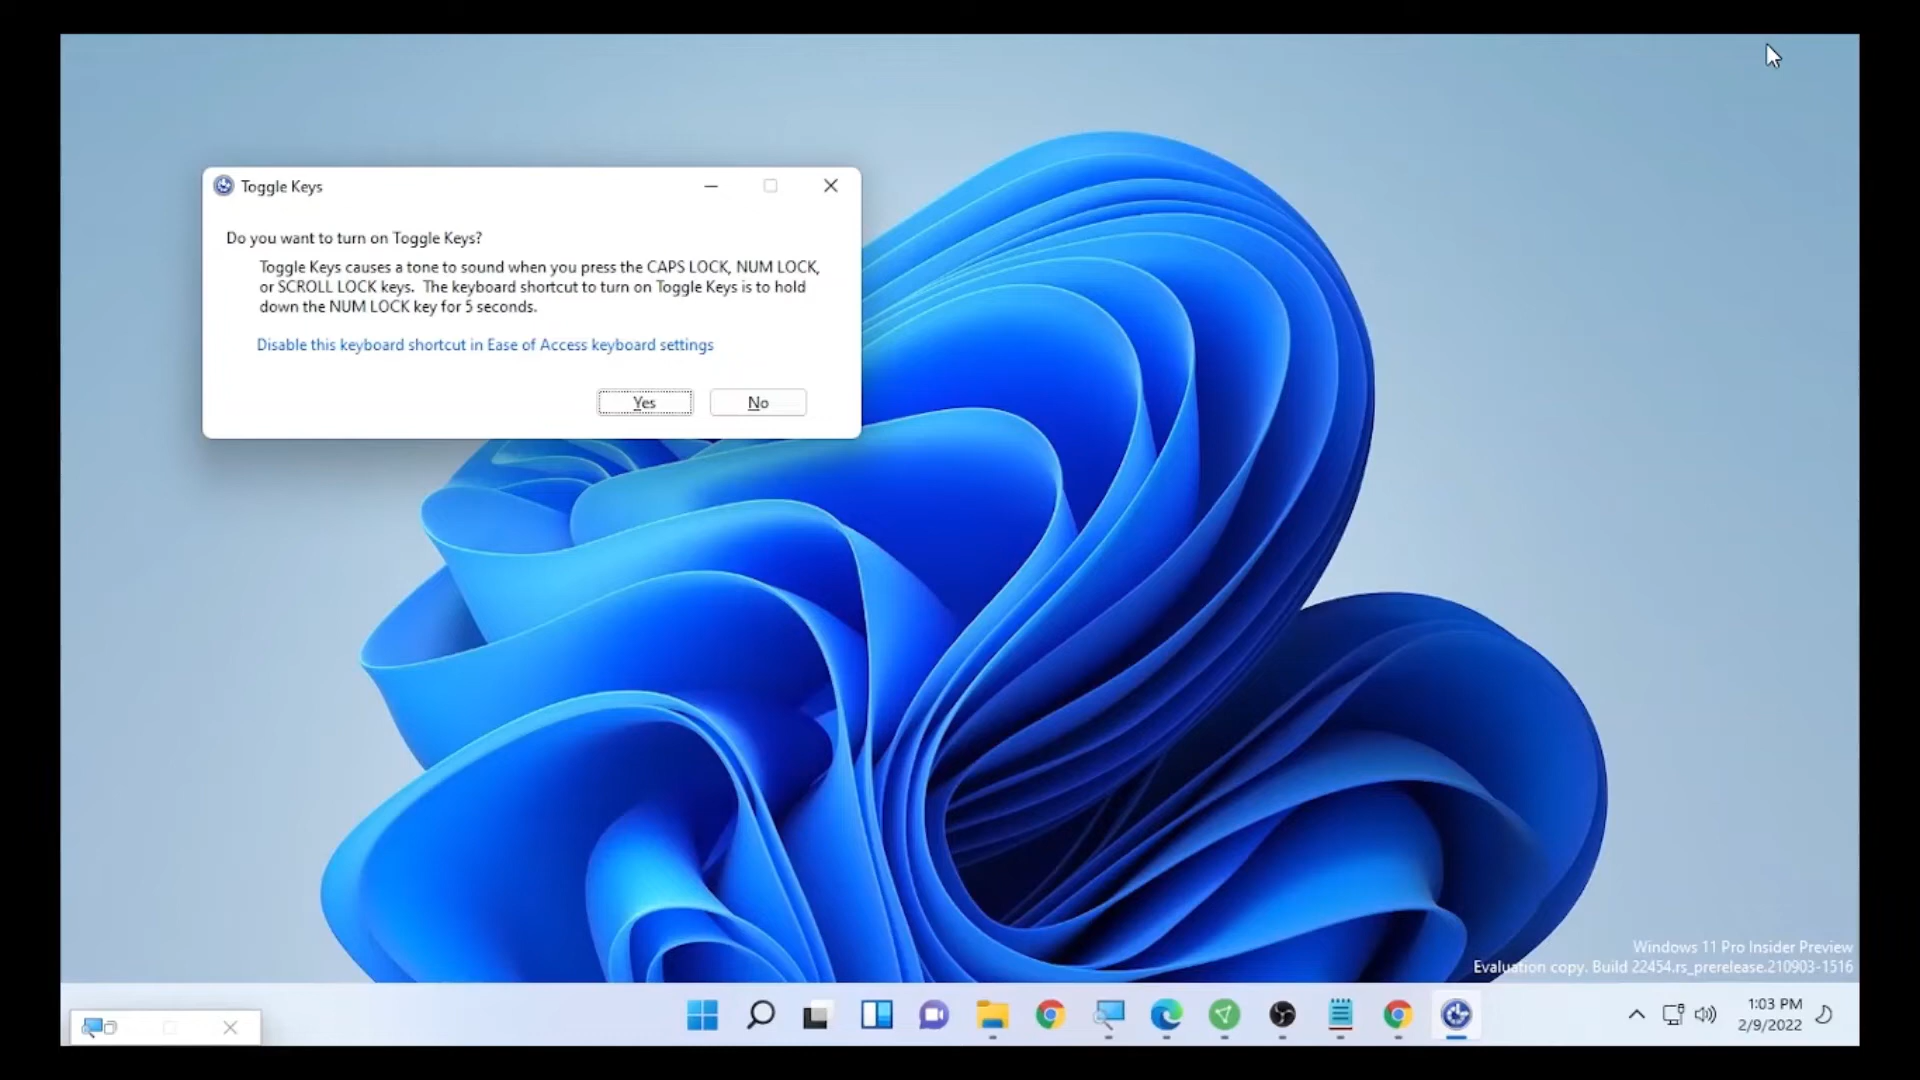 Toggle Keys
Do you want to turn on Toggle Keys?
Toggle Keys causes a tone to sound when you press the CAPS LOCK, NUM LOCK,
or SCROLL LOCK keys.  The keyboard shortcut to turn on Toggle Keys is to hold
down the NUM LOCK key for 5 seconds.
Disable this keyboard shortcut in Ease of Access keyboard settings
Yes
No
Windows 11 Pro Insider Preview
Evaluation copy. Build 22454.rs_prerelease.210903-1516
1:03 PM
2/9/2022